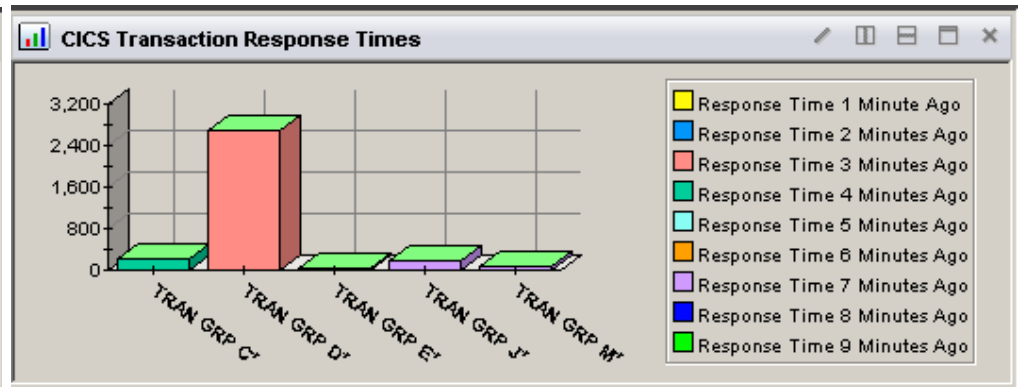 CICS Transaction Response Times
3,200
2,400
1,600
800
0
TRAN GRP C'
TRAN GRP D'
TRAN GRP E'
TRAN GRP J'
TRAN GRP M'
Response Time 1 Minute Ago
Response Time 2 Minutes Ago
Response Time 3 Minutes Ago
Response Time 4 Minutes Ago
Response Time 5 Minutes Ago
Response Time 6 Minutes Ago
Response Time 7 Minutes Ago
Response Time 8 Minutes Ago
Response Time 9 Minutes Ago